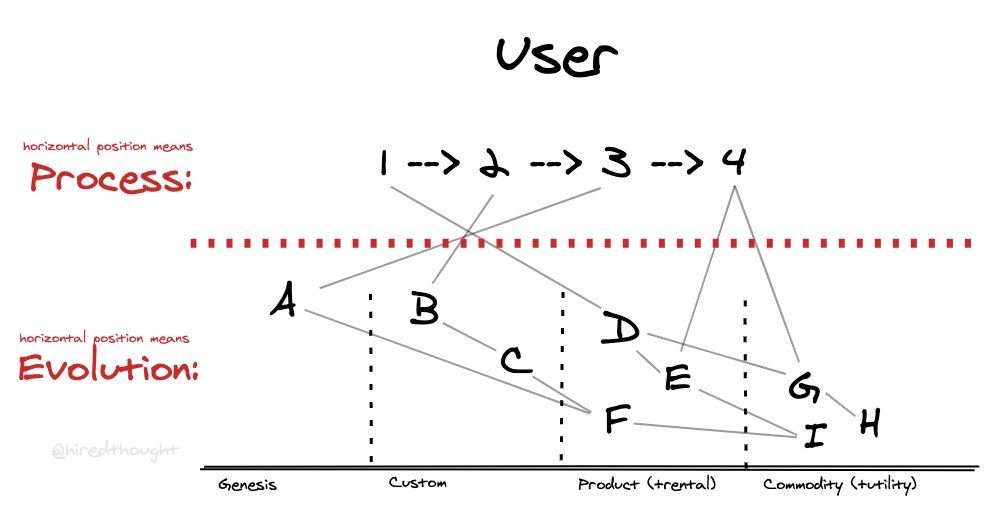 User
horizontal position means
Process:
1 --> 2 --> 3 --> 4
A
B
C
D
E
F
G
H
I
horizontal position means
Evolution:
@hiredthought
Genesis
Custom
Product (+rental)
Commodity (+utility)